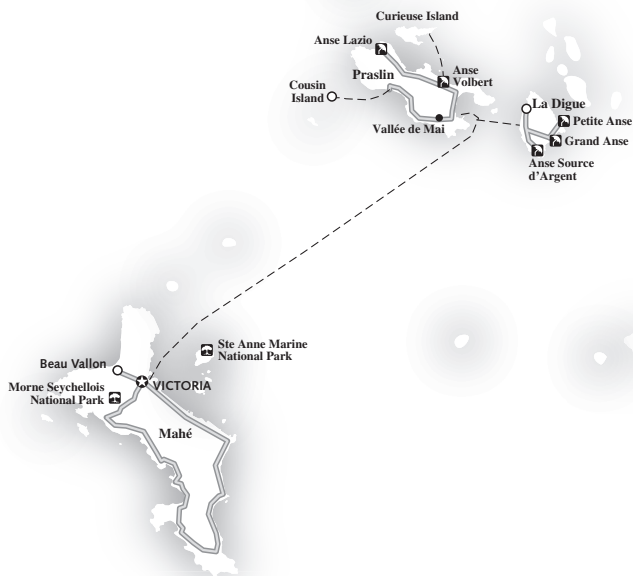 Curieuse Island
Anse Lazio
Praslin
Anse
Volbert
Cousin
Island
Vallée de Mai
La Digue
Petite Anse
Grand Anse
Anse Source
d'Argent
Ste Anne Marine
National Park
Beau Vallon
VICTORIA
Morne Seychellois
National Park
Mahé